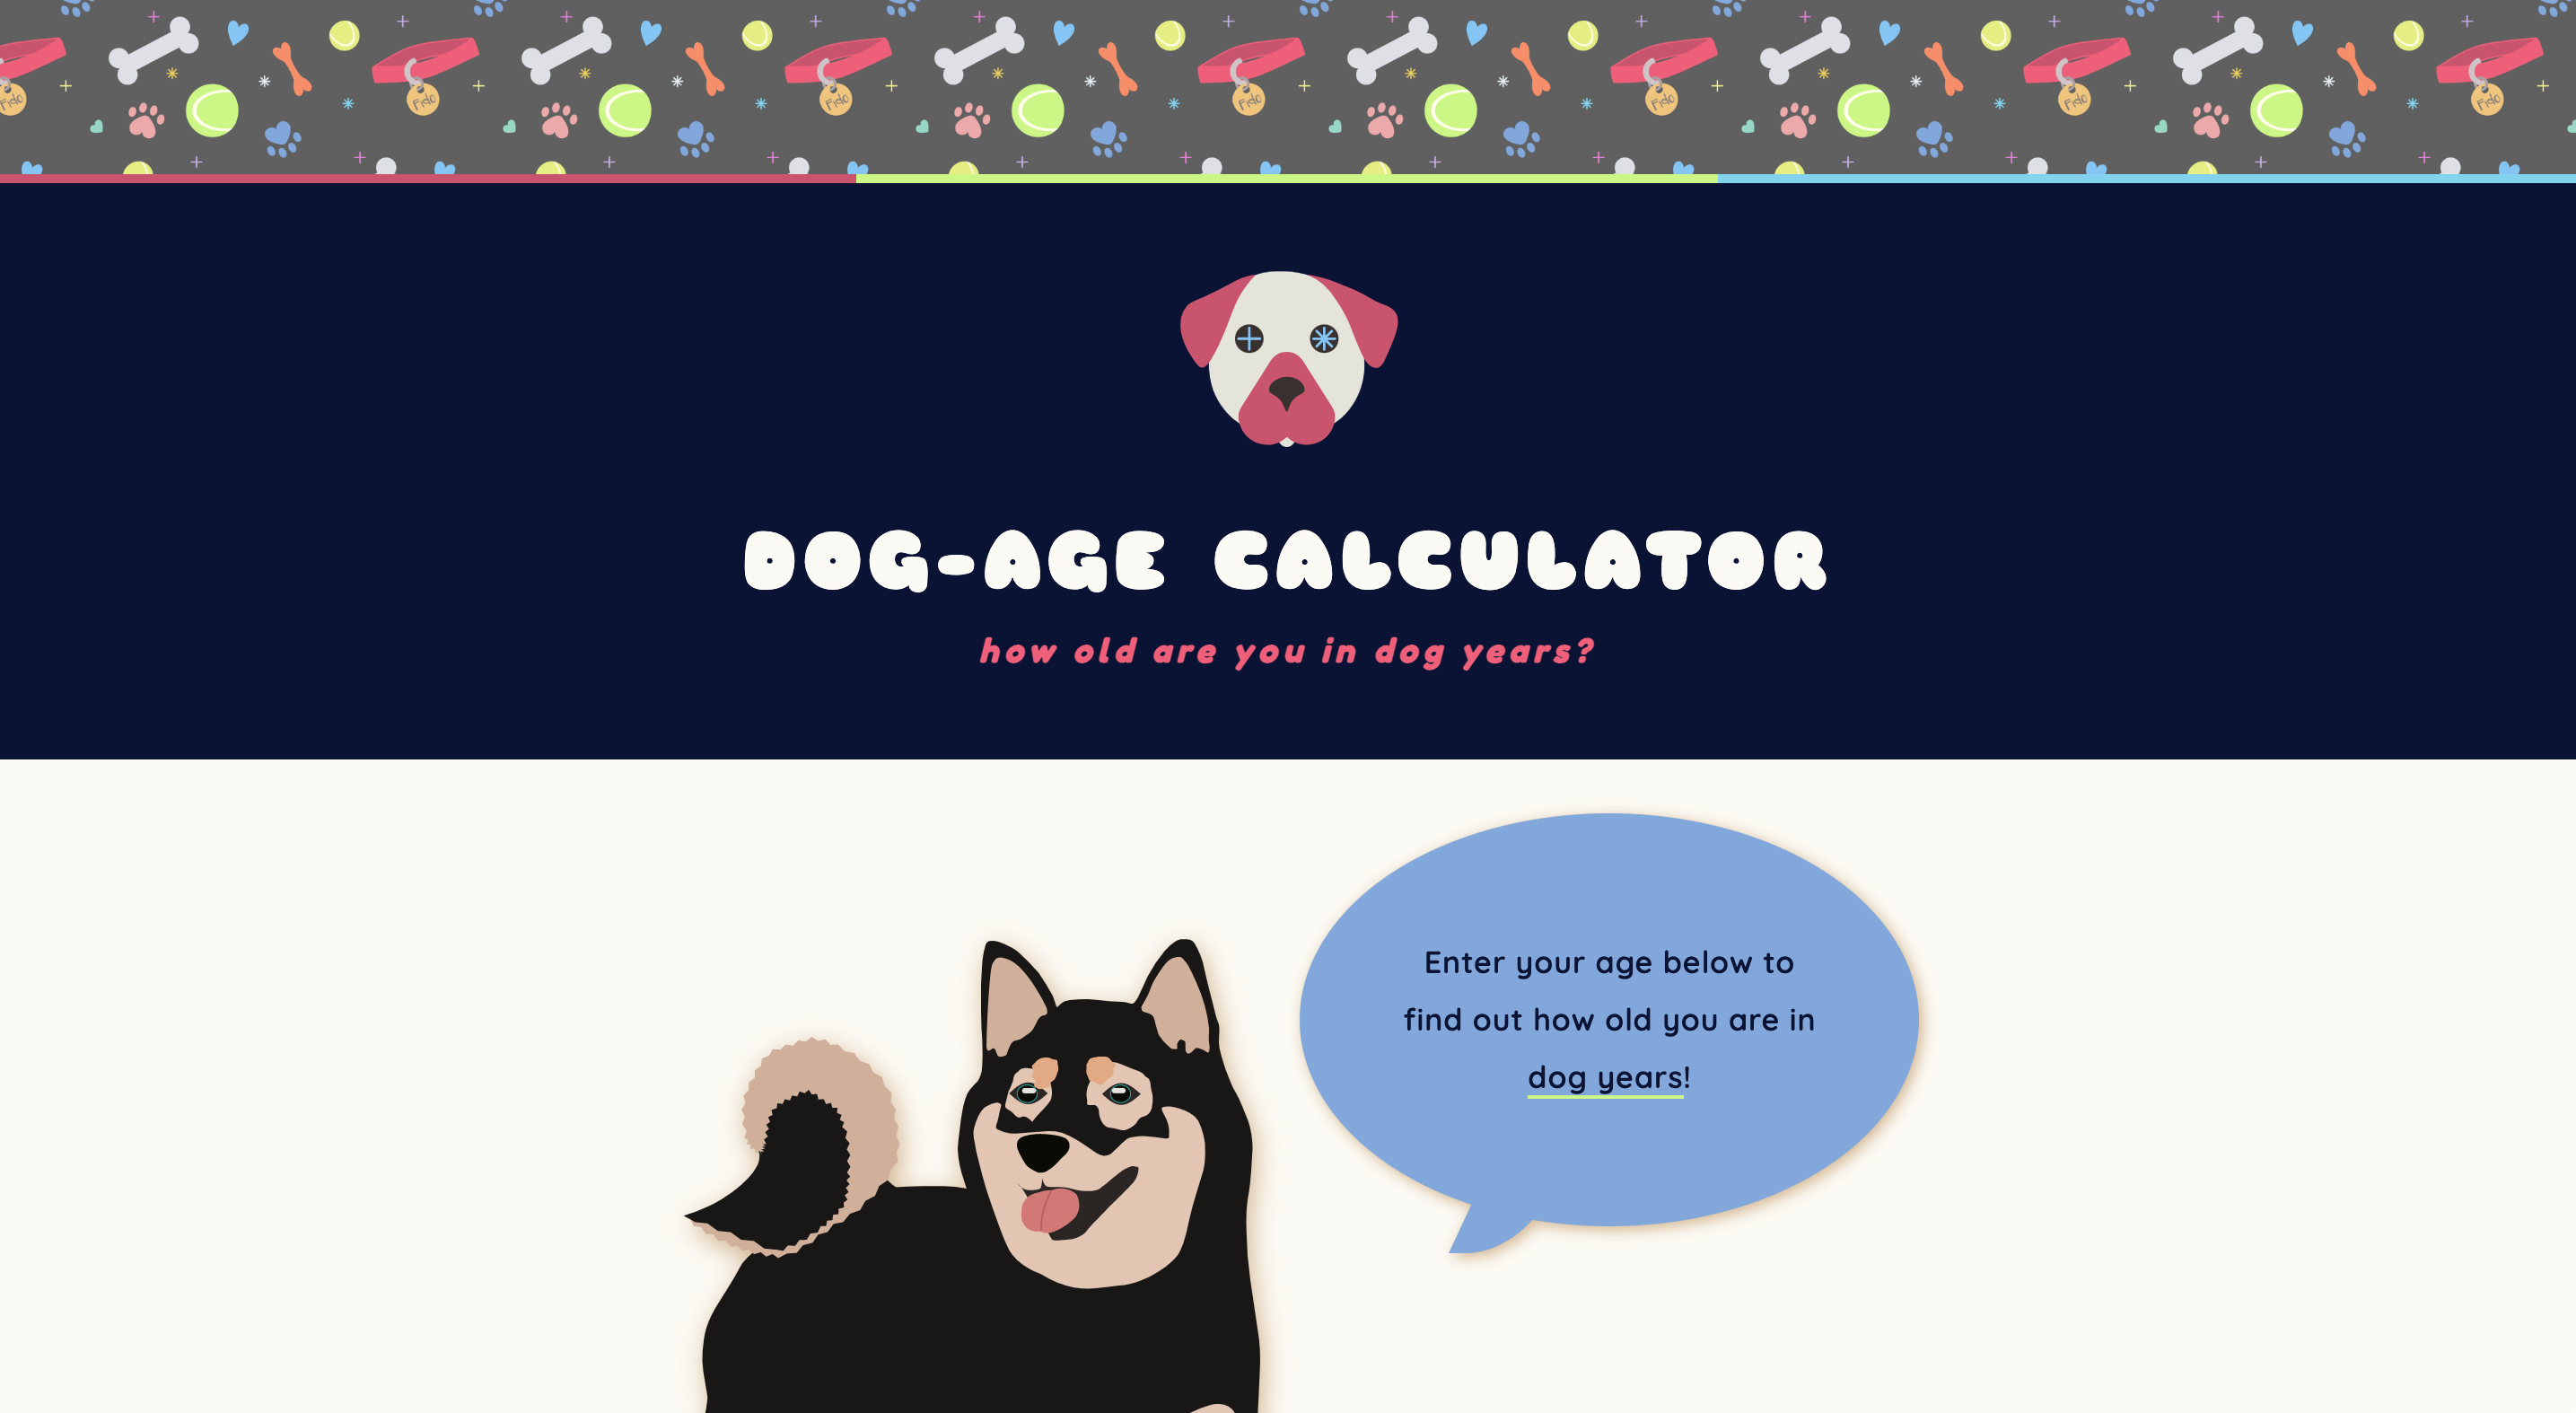 Fido Fido Fido Fido Fido Fido Fido
DOG-AGE CALCULATOR
how old are you in dog years?
Enter your age below to
find out how old you are in
dog years!